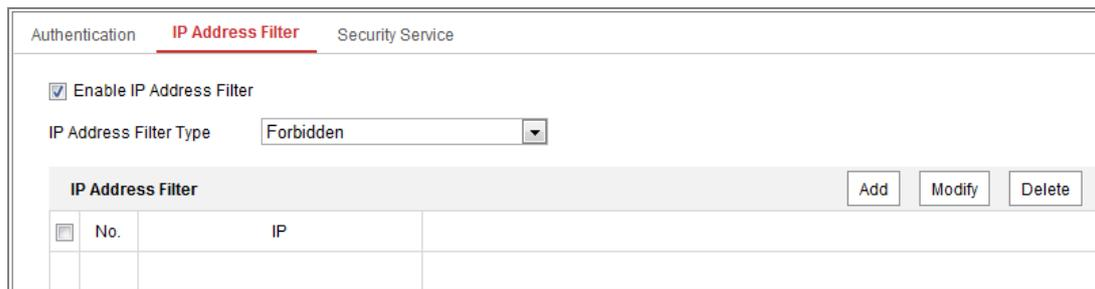 Authentication IP Address Filter Security Service
Enable IP Address Filter
IP Address Filter Type Forbidden
IP Address Filter Add Modify Delete
No. IP